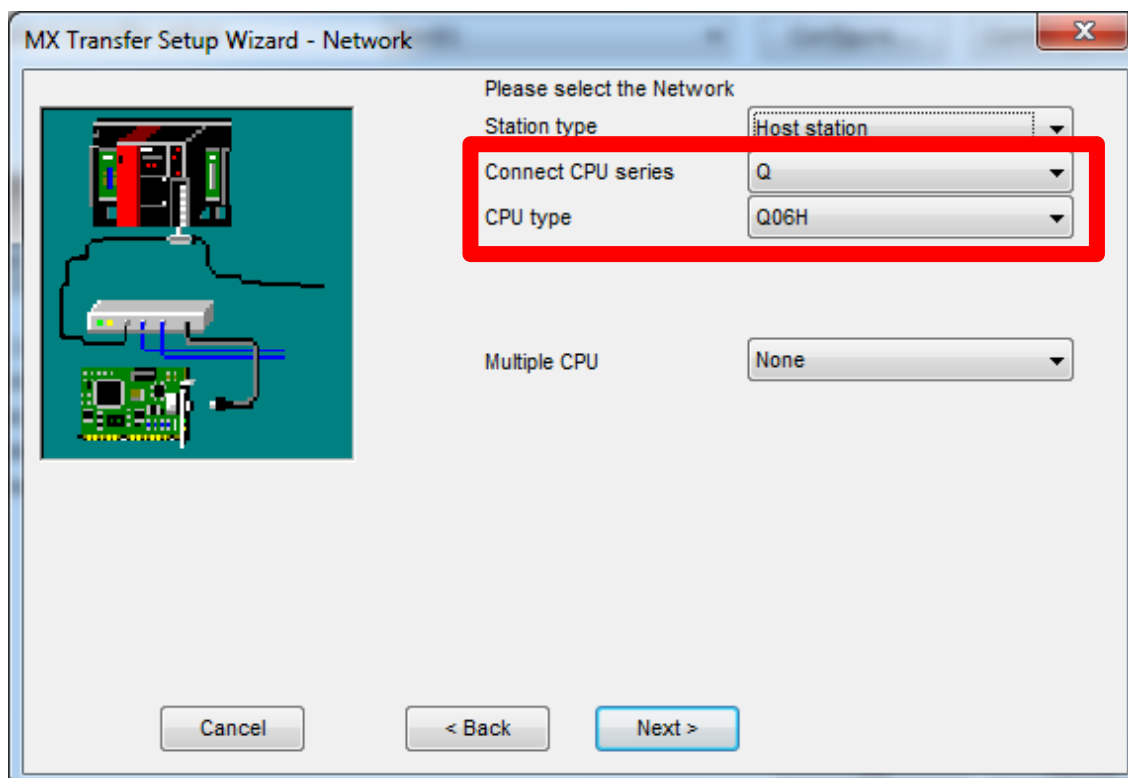 MX Transfer Setup Wizard - Network
Please select the Network
Station type Host station
Connect CPU series Q
CPU type Q06H
Multiple CPU None
Cancel < Back Next >